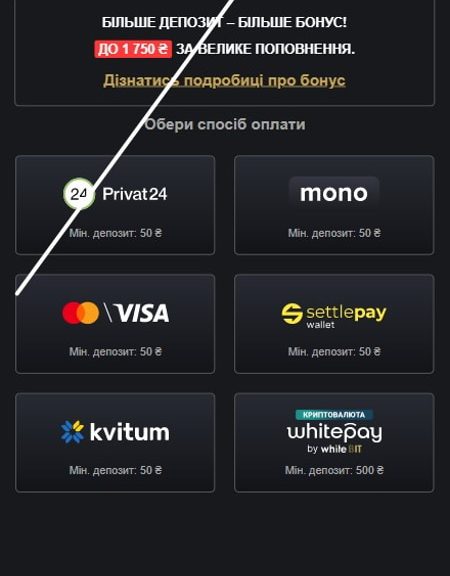 БІЛЬШЕ ДЕПОЗИТ – БІЛЬШЕ БОНУС!
ДО 1 750 ₴ ЗА ВЕЛИКЕ ПОПОВНЕННЯ.
Дізнатись подробиці про бонус
Обери спосіб оплати
24 Privat24
Мін. депозит: 50 ₴
mono
Мін. депозит: 50 ₴
VISA
Мін. депозит: 50 ₴
settlepay
wallet
Мін. депозит: 50 ₴
kvitum
Мін. депозит: 50 ₴
КРИПТОВАЛЮТА
whitepay
by white BIT
Мін. депозит: 500 ₴